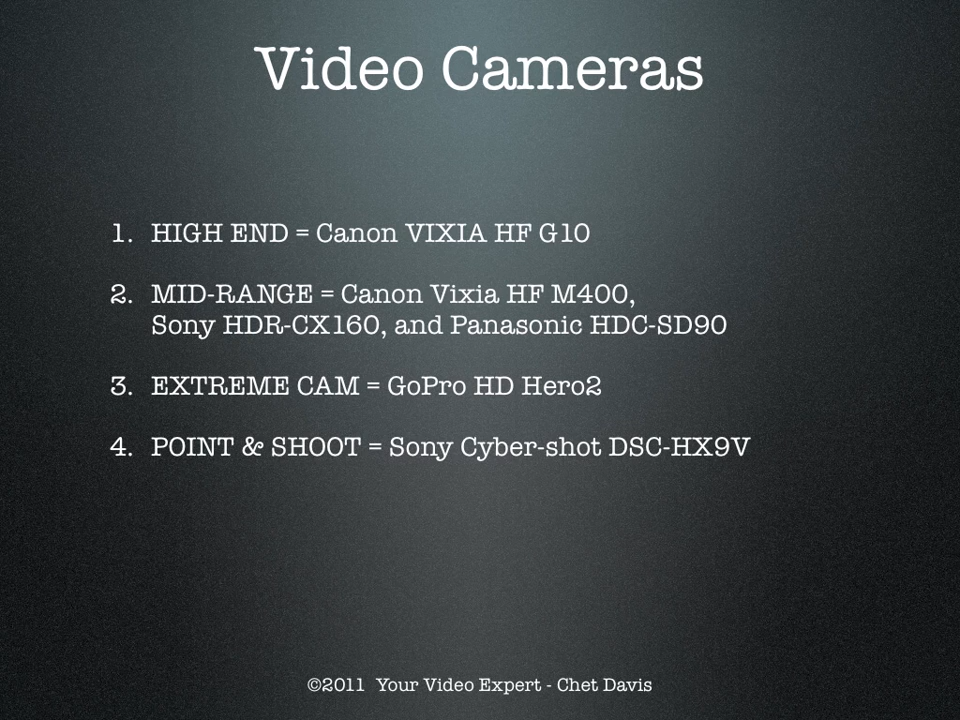 Video Cameras
1. HIGH END = Canon VIXIA HF G10
2. MID-RANGE = Canon Vixia HF M400,
Sony HDR-CX160, and Panasonic HDC-SD90
3. EXTREME CAM = GoPro HD Hero2
4. POINT & SHOOT = Sony Cyber-shot DSC-HX9V
©2011 Your Video Expert - Chet Davis